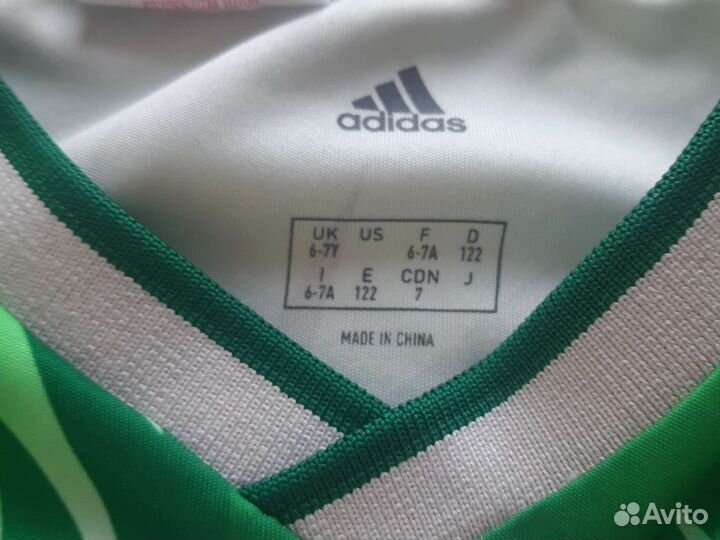 adidas
UK US F D
6-7Y 6-7A 122
I E CDN J
6-7A 122 7
MADE IN CHINA
Avito